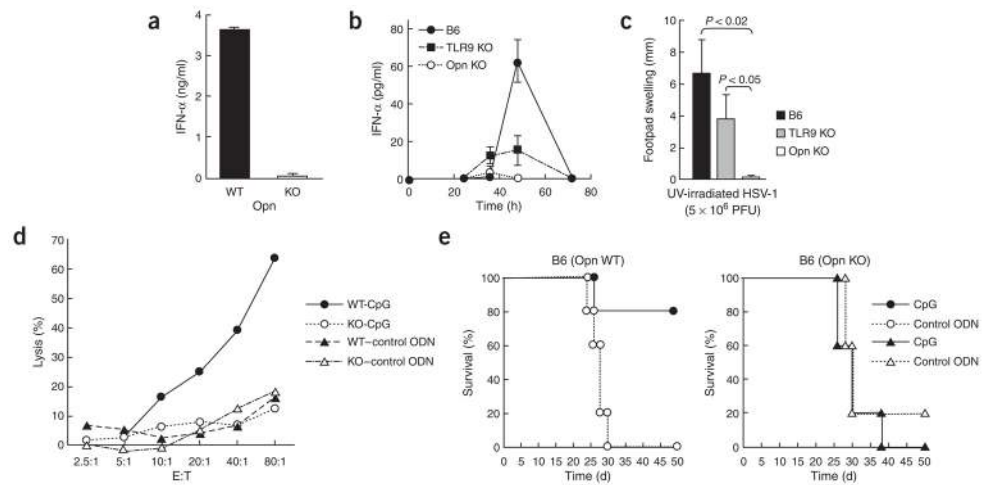 a
IFN-α (ng/ml)
4
3
2
1
0
WT
KO
Opn
b
IFN-α (pg/ml)
80
60
40
20
0
0
20
40
60
80
Time (h)
B6
TLR9 KO
Opn KO
c
Footpad swelling (mm)
10
8
6
4
2
0
P < 0.02
P < 0.05
B6
TLR9 KO
Opn KO
UV-irradiated HSV-1
(5 × 10⁶ PFU)
d
Lysis (%)
70
60
50
40
30
20
10
0
2.5:1
5:1
10:1
20:1
40:1
80:1
E:T
WT-CpG
KO-CpG
WT–control ODN
KO–control ODN
e
B6 (Opn WT)
Survival (%)
100
80
60
40
20
0
0 5 10 15 20 25 30 35 40 45 50
Time (d)
B6 (Opn KO)
Survival (%)
100
80
60
40
20
0
0 5 10 15 20 25 30 35 40 45 50
Time (d)
CpG
Control ODN
CpG
Control ODN